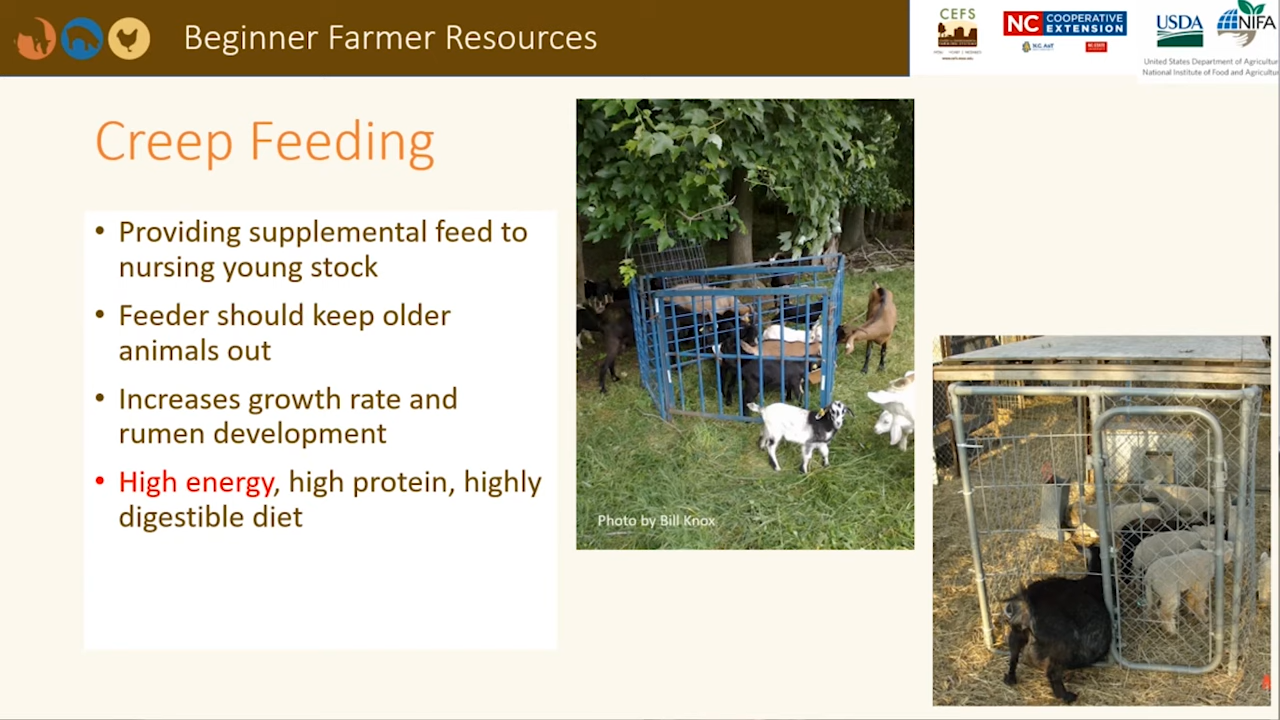 Beginner Farmer Resources
CEFS
NC COOPERATIVE
EXTENSION
USDA
NIFA
United States Department of Agricultur
National Institute of Food and Agricultur
Creep Feeding
• Providing supplemental feed to
nursing young stock
• Feeder should keep older
animals out
• Increases growth rate and
rumen development
• High energy, high protein, highly
digestible diet
Photo by Bill Knox